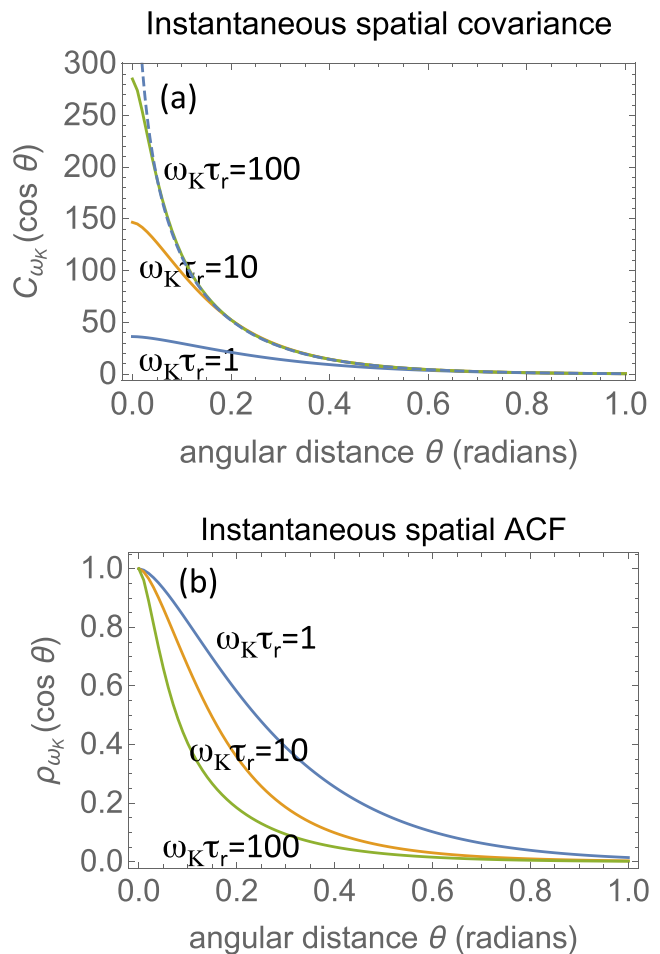 Instantaneous spatial covariance
300
(a)
250
200
ω_Kτ_r=100
150
ω_Kτ_r=10
100
50
ω_Kτ_r=1
0
C_ω_K (cos θ)
0.0 0.2 0.4 0.6 0.8 1.0
angular distance θ (radians)
Instantaneous spatial ACF
1.0
(b)
0.8
ω_Kτ_r=1
0.6
0.4
ω_Kτ_r=10
0.2
ω_Kτ_r=100
0.0
ρ_ω_K (cos θ)
0.0 0.2 0.4 0.6 0.8 1.0
angular distance θ (radians)